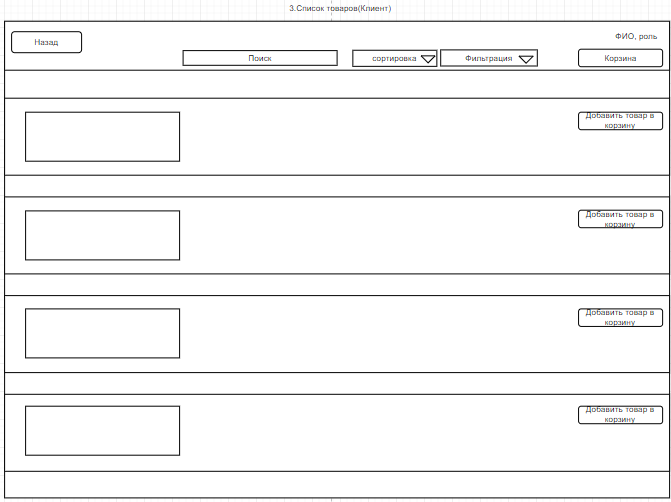 3.Список товаров(Клиент)
Назад
ФИО, роль
Поиск
сортировка
Фильтрация
Корзина
Добавить товар в
корзину
Добавить товар в
корзину
Добавить товар в
корзину
Добавить товар в
корзину